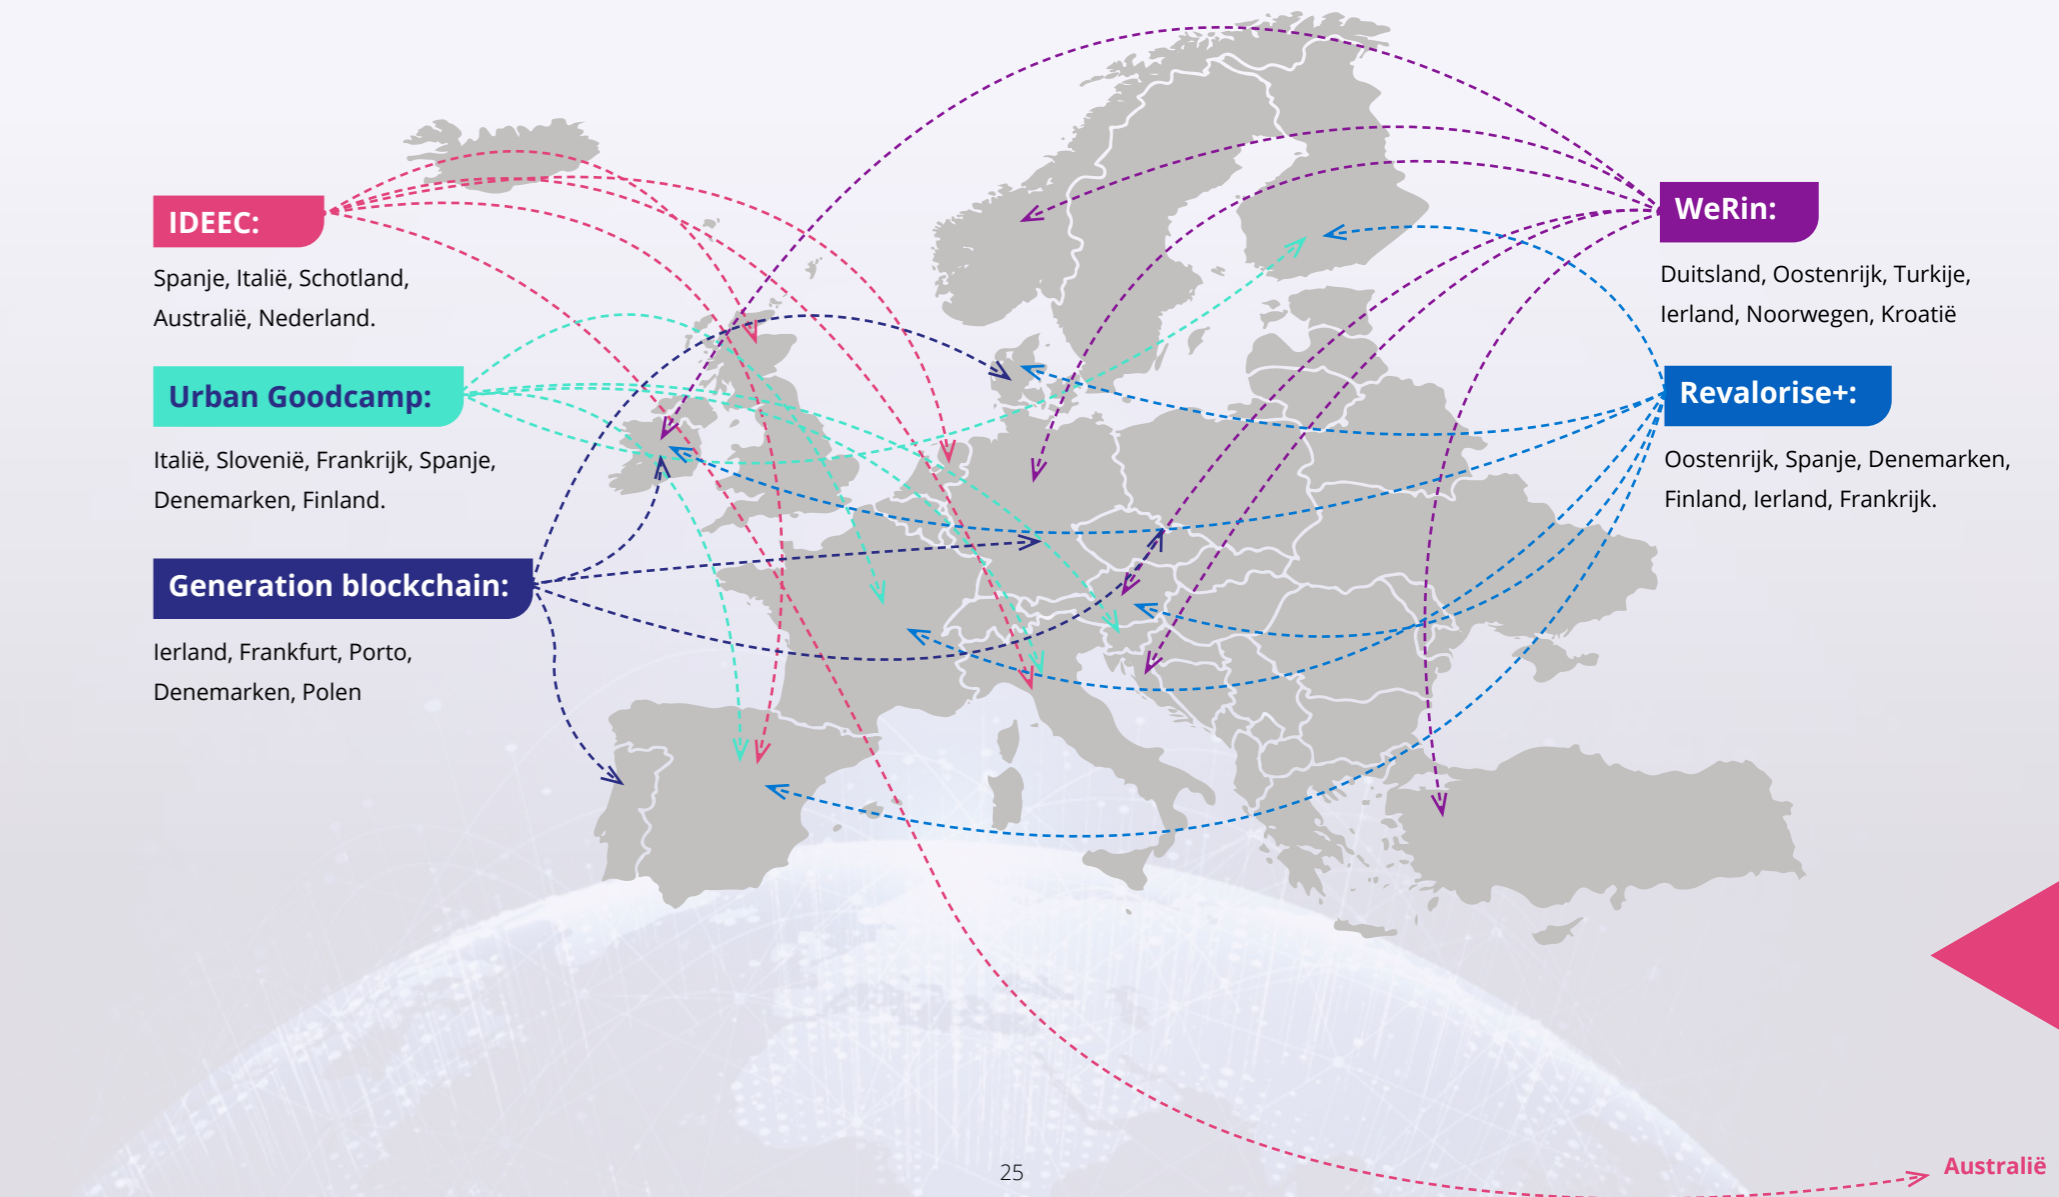 IDEEC:
Spanje, Italië, Schotland,
Australië, Nederland.
Urban Goodcamp:
Italië, Slovenië, Frankrijk, Spanje,
Denemarken, Finland.
Generation blockchain:
Ierland, Frankfurt, Porto,
Denemarken, Polen
WeRin:
Duitsland, Oostenrijk, Turkije,
Ierland, Noorwegen, Kroatië
Revalorise+:
Oostenrijk, Spanje, Denemarken,
Finland, Ierland, Frankrijk.
Australië
25